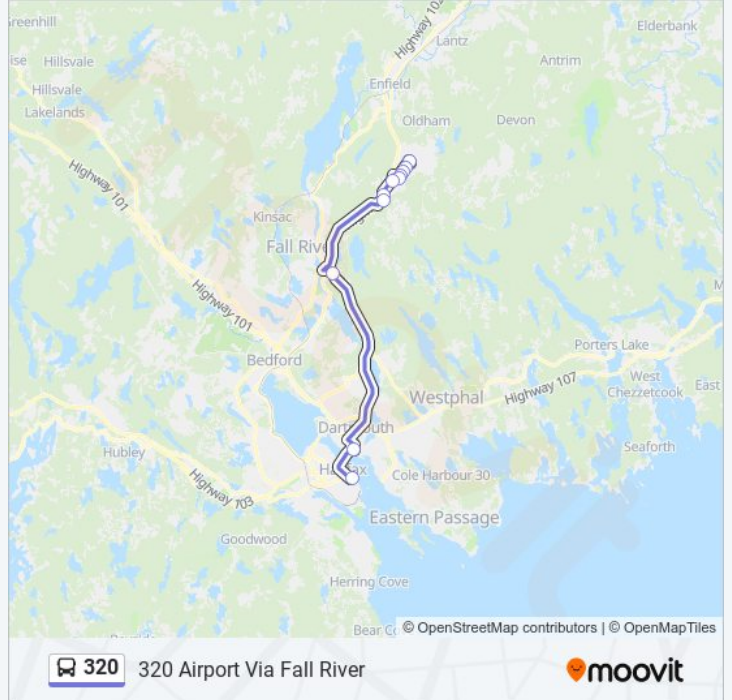 Greenhill
Highway 102
Lantz
Elderbank
Hillsvale
Antrim
Hillsvale
Enfield
Lakelands
Oldham
Devon
Highway 101
Kinsac
Fall River
Highway 101
Porters Lake
Bedford
West
Chezzetcook
East
Westphal
Highway 107
Dartmouth
Seaforth
Hubley
Halifax
Cole Harbour 30
Highway 103
Eastern Passage
Goodwood
Herring Cove
Bear Co
© OpenStreetMap contributors | © OpenMapTiles
320
320 Airport Via Fall River
moovit